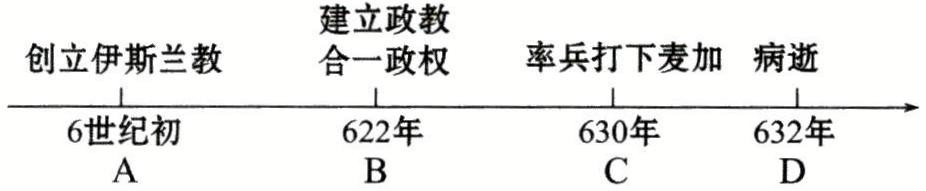 创立伊斯兰教
建立政教
合一政权
率兵打下麦加
病逝
6世纪初
622年
630年
632年
A
B
C
D